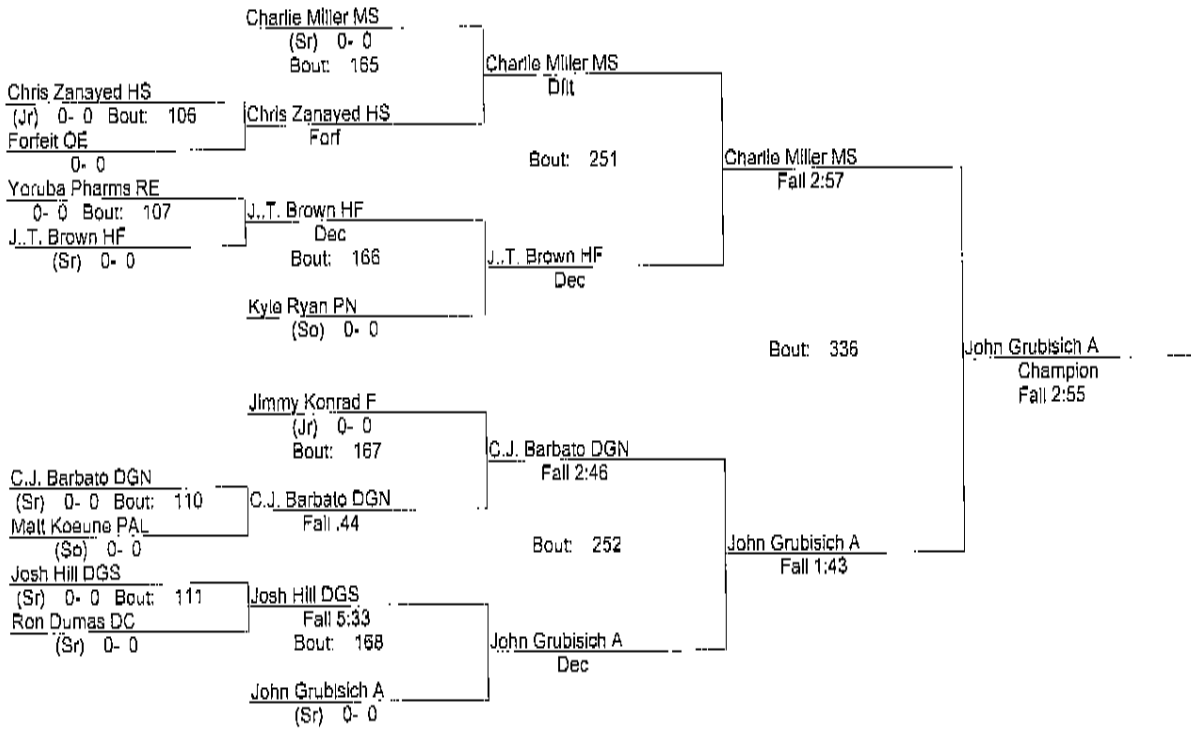 Charlie Miller MS
(Sr) 0- 0
Bout: 165
Charlie Miller MS
Dflt
Chris Zanayed HS
(Jr) 0- 0 Bout: 106
Chris Zanayed HS
Forf
Forfeit OE
0- 0
Bout: 251
Charlie Miller MS
Fall 2:57
Yoruba Pharms RE
0- 0 Bout: 107
J..T. Brown HF
Dec
J..T. Brown HF
(Sr) 0- 0
Bout: 166
J..T. Brown HF
Dec
Kyle Ryan PN
(So) 0- 0
Bout: 336
John Grubisich A
Champion
Fall 2:55
Jimmy Konrad F
(Jr) 0- 0
Bout: 167
C.J. Barbato DGN
Fall 2:46
C.J. Barbato DGN
(Sr) 0- 0 Bout: 110
C.J. Barbato DGN
Fall .44
Matt Koeune PAL
(So) 0- 0
Bout: 252
John Grubisich A
Fall 1:43
Josh Hill DGS
(Sr) 0- 0 Bout: 111
Josh Hill DGS
Fall 5:33
Ron Dumas DC
(Sr) 0- 0
Bout: 168
John Grubisich A
Dec
John Grubisich A
(Sr) 0- 0